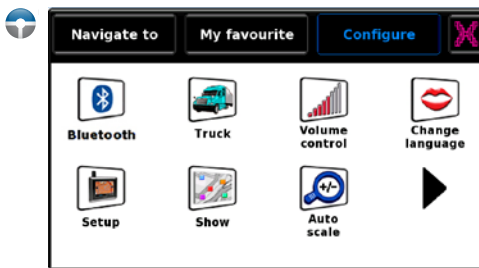 Navigate to
My favourite
Configure
Bluetooth
Truck
Volume
control
Change
language
Setup
Show
Auto
scale
+/-